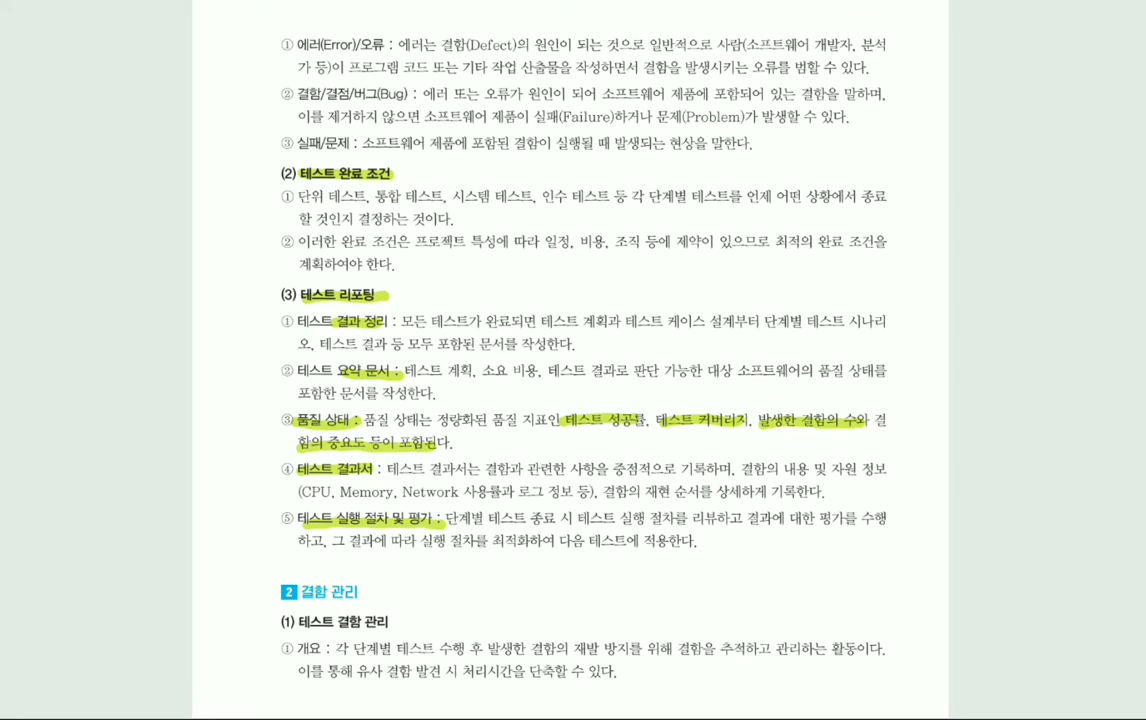 ① 에러(Error)/오류 : 에러는 결함(Defect)의 원인이 되는 것으로 일반적으로 사람(소프트웨어 개발자, 분석
가 등)이 프로그램 코드 또는 기타 작업 산출물을 작성하면서 결함을 발생시키는 오류를 범할 수 있다.
② 결함/결점/버그(Bug) : 에러 또는 오류가 원인이 되어 소프트웨어 제품에 포함되어 있는 결함을 말하며,
이를 제거하지 않으면 소프트웨어 제품이 실패(Failure)하거나 문제(Problem)가 발생할 수 있다.
③ 실패/문제 : 소프트웨어 제품에 포함된 결함이 실행될 때 발생되는 현상을 말한다.
(2) 테스트 완료 조건
① 단위 테스트, 통합 테스트, 시스템 테스트, 인수 테스트 등 각 단계별 테스트를 언제 어떤 상황에서 종료
할 것인지 결정하는 것이다.
② 이러한 완료 조건은 프로젝트 특성에 따라 일정, 비용, 조직 등에 제약이 있으므로 최적의 완료 조건을
계획하여야 한다.
(3) 테스트 리포팅
① 테스트 결과 정리 : 모든 테스트가 완료되면 테스트 계획과 테스트 케이스 설계부터 단계별 테스트 시나리
오, 테스트 결과 등 모두 포함된 문서를 작성한다.
② 테스트 요약 문서 : 테스트 계획, 소요 비용, 테스트 결과로 판단 가능한 대상 소프트웨어의 품질 상태를
포함한 문서를 작성한다.
③ 품질 상태 : 품질 상태는 정량화된 품질 지표인 테스트 성공률, 테스트 커버리지, 발생한 결함의 수와 결
함의 중요도 등이 포함된다.
④ 테스트 결과서 : 테스트 결과서는 결함과 관련한 사항을 중점적으로 기록하며, 결함의 내용 및 자원 정보
(CPU, Memory, Network 사용률과 로그 정보 등), 결함의 재현 순서를 상세하게 기록한다.
⑤ 테스트 실행 절차 및 평가 : 단계별 테스트 종료 시 테스트 실행 절차를 리뷰하고 결과에 대한 평가를 수행
하고, 그 결과에 따라 실행 절차를 최적화하여 다음 테스트에 적용한다.
2 결함 관리
(1) 테스트 결함 관리
① 개요 : 각 단계별 테스트 수행 후 발생한 결함의 재발 방지를 위해 결함을 추적하고 관리하는 활동이다.
이를 통해 유사 결함 발견 시 처리시간을 단축할 수 있다.